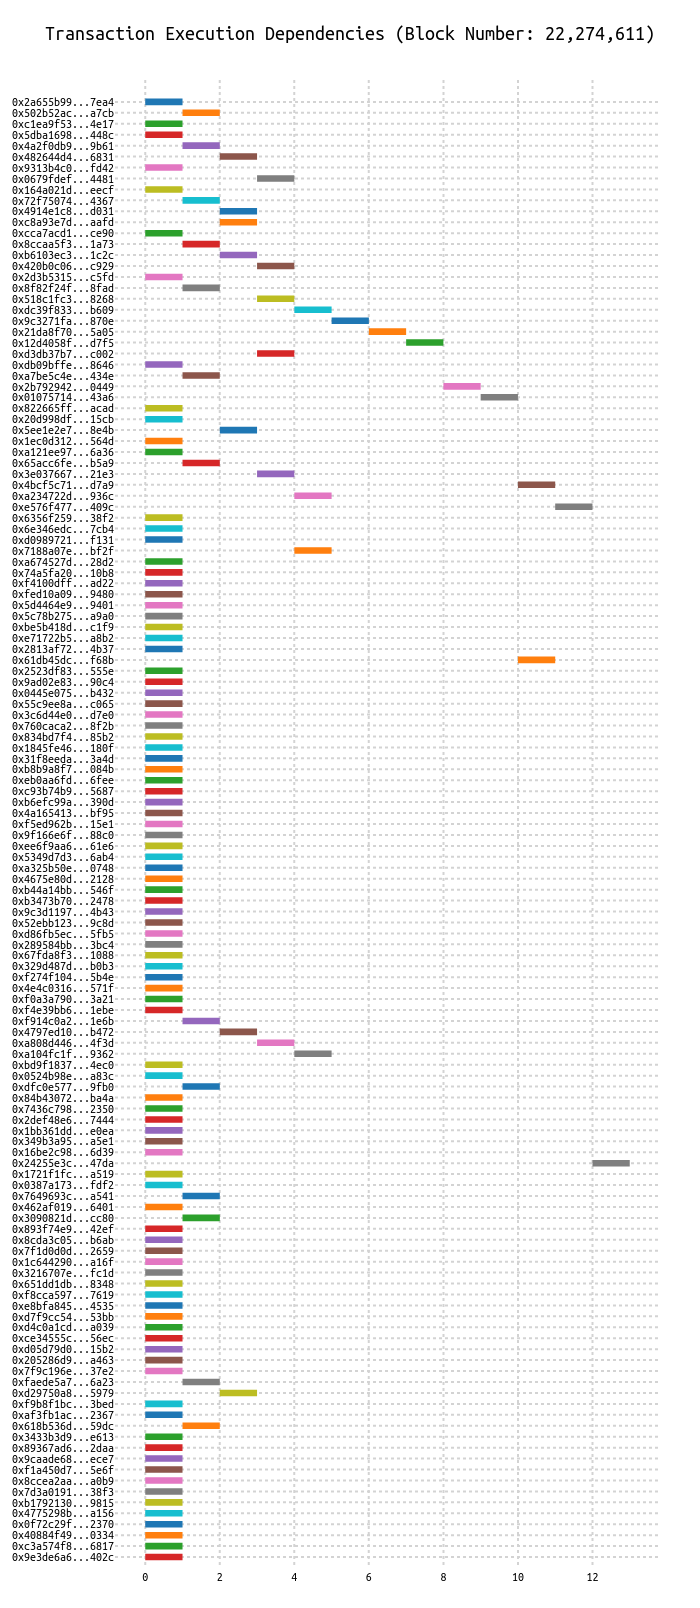 Transaction Execution Dependencies (Block Number: 22,274,611)
0x2a655b99...7ea4
0x502b52ac...a7cb
0xc1ea9f53...4e17
0x5dba1698...448c
0x4a2f0db9...9b61
0x482644d4...6831
0x9313b4c0...fd42
0x0679fdef...4481
0x164a021d...eecf
0x72f75074...4367
0x4914e1c8...d031
0xc8a93e7d...aafd
0xcca7acd1...ce90
0x8ccaa5f3...1a73
0xb6103ec3...1c2c
0x420b0c06...c929
0x2d3b5315...c5fd
0x8f82f24f...8fad
0x518c1fc3...8268
0xdc39f833...b609
0x9c3271fa...870e
0x21da8f70...5a05
0x12d4058f...d7f5
0xd3db37b7...c002
0xdb09bffe...8646
0xa7be5c4e...434e
0x2b792942...0449
0x01075714...43a6
0x822665ff...acad
0x20d998df...15cb
0x5ee1e2e7...8e4b
0x1ec0d312...564d
0xa121ee97...6a36
0x65acc6fe...b5a9
0x3e037667...21e3
0x4bcf5c71...d7a9
0xa234722d...936c
0xe576f477...409c
0x6356f259...38f2
0x6e346edc...7cb4
0xd0989721...f131
0x7188a07e...bf2f
0xa674527d...28d2
0x74a5fa20...10b8
0xf4100dff...ad22
0xfed10a09...9480
0x5d4464e9...9401
0x5c78b275...a9a0
0xbe5b418d...c1f9
0xe71722b5...a8b2
0x2813af72...4b37
0x61db45dc...f68b
0x2523df83...555e
0x9ad02e83...90c4
0x0445e075...b432
0x55c9ee8a...c065
0x3c6d44e0...d7e0
0x760caca2...8f2b
0x834bd7f4...85b2
0x1845fe46...180f
0x31f8eeda...3a4d
0xb8b9a8f7...084b
0xeb0aa6fd...6fee
0xc93b74b9...5687
0xb6efc99a...390d
0x4a165413...bf95
0xf5ed962b...15e1
0x9f166e6f...88c0
0xee6f9aa6...61e6
0x5349d7d3...6ab4
0xa325b50e...0748
0x4675e80d...2128
0xb44a14bb...546f
0xb3473b70...2478
0x9c3d1197...4b43
0x52ebb123...9c8d
0xd86fb5ec...5fb5
0x289584bb...3bc4
0x67fda8f3...1088
0x329d487d...b0b3
0xf274f104...5b4e
0x4e4c0316...571f
0xf0a3a790...3a21
0xf4e39bb6...1ebe
0xf914c0a2...1e6b
0x4797ed10...b472
0xa808d446...4f3d
0xa104fc1f...9362
0xbd9f1837...4ec0
0x0524b98e...a83c
0xdfc0e577...9fb0
0x84b43072...ba4a
0x7436c798...2350
0x2def48e6...7444
0x1bb361dd...e0ea
0x349b3a95...a5e1
0x16be2c98...6d39
0x24255e3c...47da
0x1721f1fc...a519
0x0387a173...fdf2
0x7649693c...a541
0x462af019...6401
0x3090821d...cc80
0x893f74e9...42ef
0x8cda3c05...b6ab
0x7f1d0d0d...2659
0x1c644290...a16f
0x3216707e...fc1d
0x651dd1db...8348
0xf8cca597...7619
0xe8bfa845...4535
0xd7f9cc54...53bb
0xd4c0a1cd...a039
0xce34555c...56ec
0xd05d79d0...15b2
0x205286d9...a463
0x7f9c196e...37e2
0xfaede5a7...6a23
0xd29750a8...5979
0xf9b8f1bc...3bed
0xaf3fb1ac...2367
0x618b536d...59dc
0x3433b3d9...e613
0x89367ad6...2daa
0x9caade68...ece7
0xf1a450d7...5e6f
0x8ccea2aa...a0b9
0x7d3a0191...38f3
0xb1792130...9815
0x4775298b...a156
0x0f72c29f...2370
0x40884f49...0334
0xc3a574f8...6817
0x9e3de6a6...402c
0 2 4 6 8 10 12